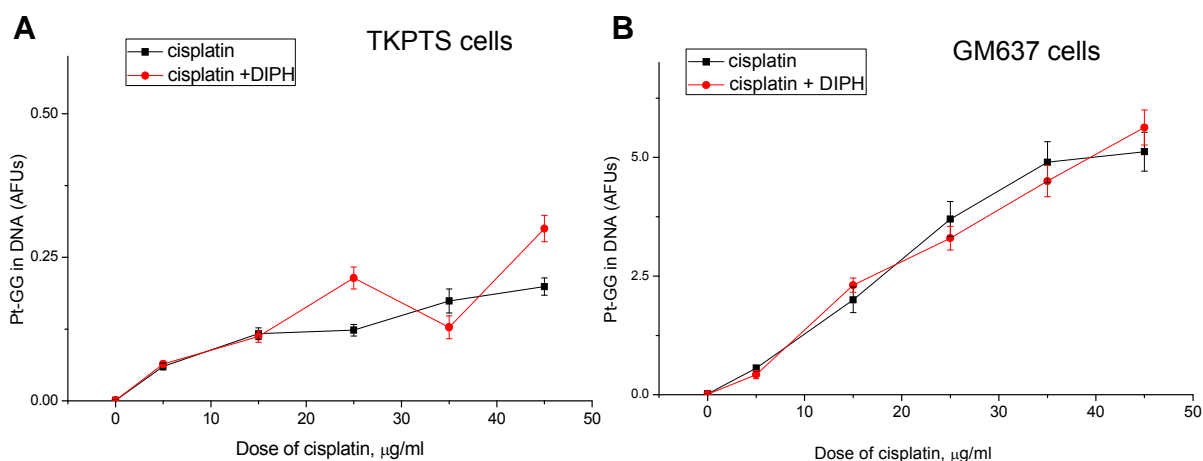 A
TKPTS cells
cisplatin
cisplatin +DIPH
0.50
0.25
0.00
Pt-GG in DNA (AFUs)
0 10 20 30 40 50
Dose of cisplatin, μg/ml
B
GM637 cells
cisplatin
cisplatin + DIPH
5.0
2.5
0.0
Pt-GG in DNA (AFUs)
0 10 20 30 40 50
Dose of cisplatin, μg/ml